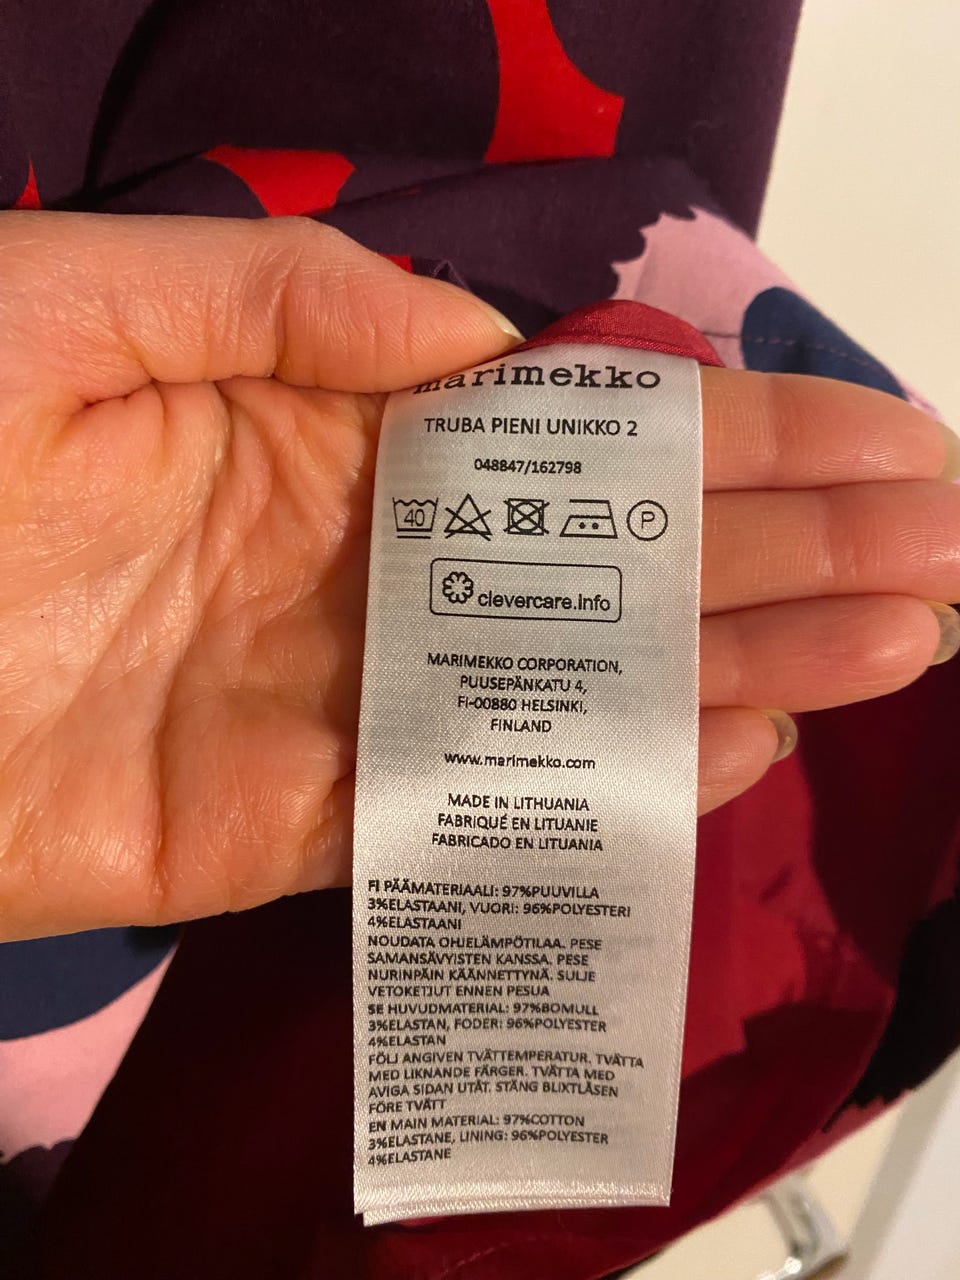 marimekko
TRUBA PIENI UNIKKO 2
048847/162798
40
P
clevercare.info
MARIMEKKO CORPORATION,
PUUSEPÄNKATU 4,
FI-00880 HELSINKI,
FINLAND
www.marimekko.com
MADE IN LITHUANIA
FABRIQUÉ EN LITUANIE
FABRICADO EN LITUANIA
FI PÄÄMATERIAALI: 97%PUUVILLA
3%ELASTAANI, VUORI: 96%POLYESTERI
4%ELASTAANI
NOUDATA OHJELÄMPÖTILAA. PESE
SAMANSÄVYISTEN KANSSA. PESE
NURINPÄIN KÄÄNNETTYNÄ. SULJE
VETOKETJUT ENNEN PESUA
SE HUVUDMATERIAL: 97%BOMULL
3%ELASTAN, FODER: 96%POLYESTER
4%ELASTAN
FÖLJ ANGIVEN TVÄTTEMPERATUR. TVÄTTA
MED LIKNANDE FÄRGER. TVÄTTA MED
AVIGA SIDAN UTÅT. STÄNG BLIXTLÅSEN
FÖRE TVÄTT
EN MAIN MATERIAL: 97%COTTON
3%ELASTANE, LINING: 96%POLYESTER
4%ELASTANE